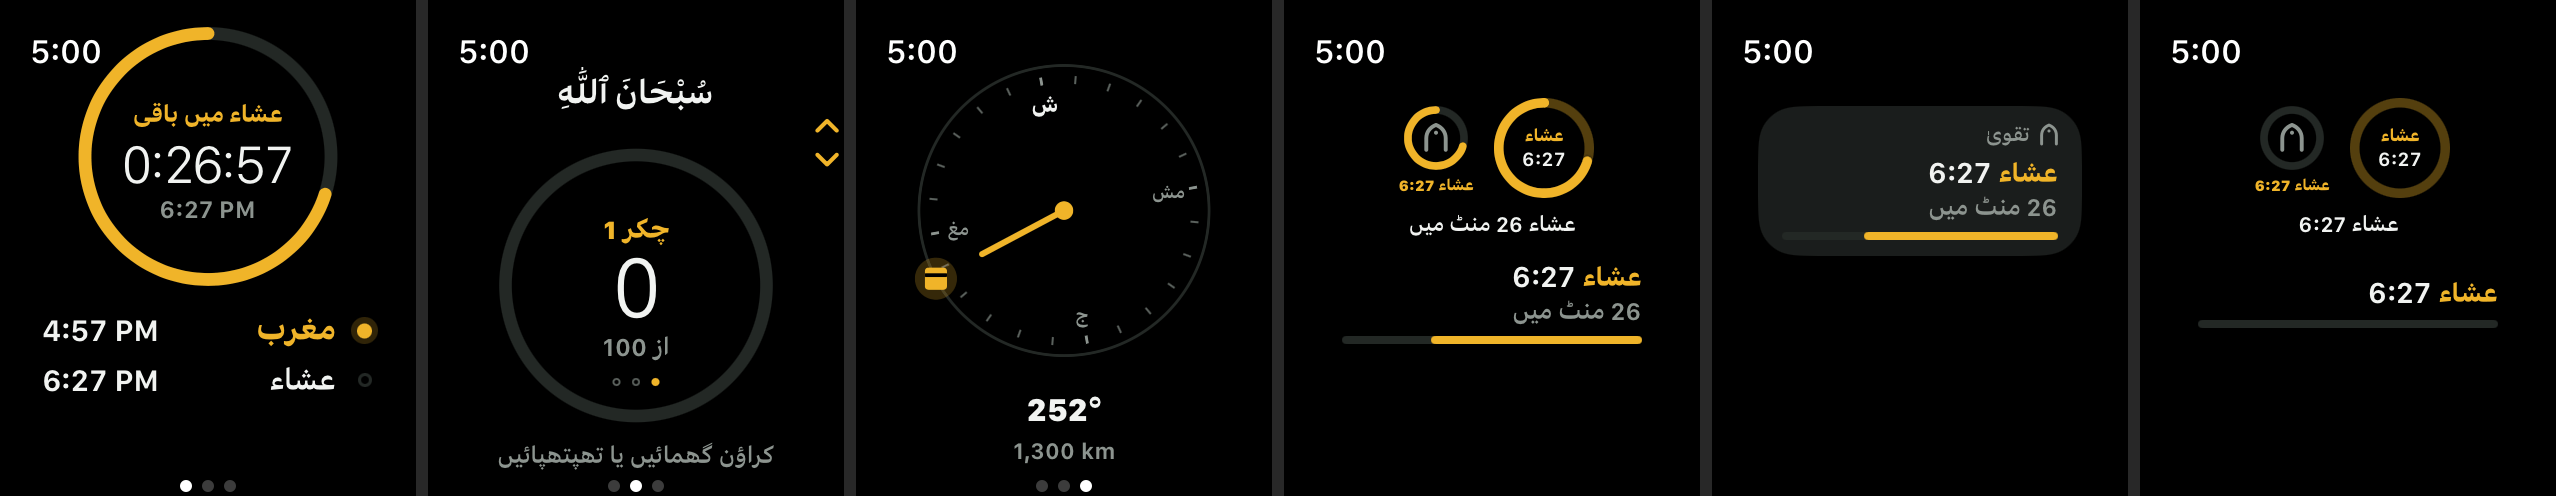 5:00
عشاء میں باقی
0:26:57
6:27 PM
مغرب 4:57 PM
عشاء 6:27 PM
5:00
سُبْحَانَ ٱللَّٰهِ
چکر 1
0
از 100
کراؤن گھمائیں یا تھپتھپائیں
5:00
ش
مش
مغ
ج
252°
1,300 km
5:00
عشاء
6:27
عشاء 6:27
عشاء 26 منٹ میں
عشاء 6:27
26 منٹ میں
5:00
تقویٰ
عشاء 6:27
26 منٹ میں
5:00
عشاء
6:27
عشاء 6:27
عشاء 6:27
عشاء 6:27